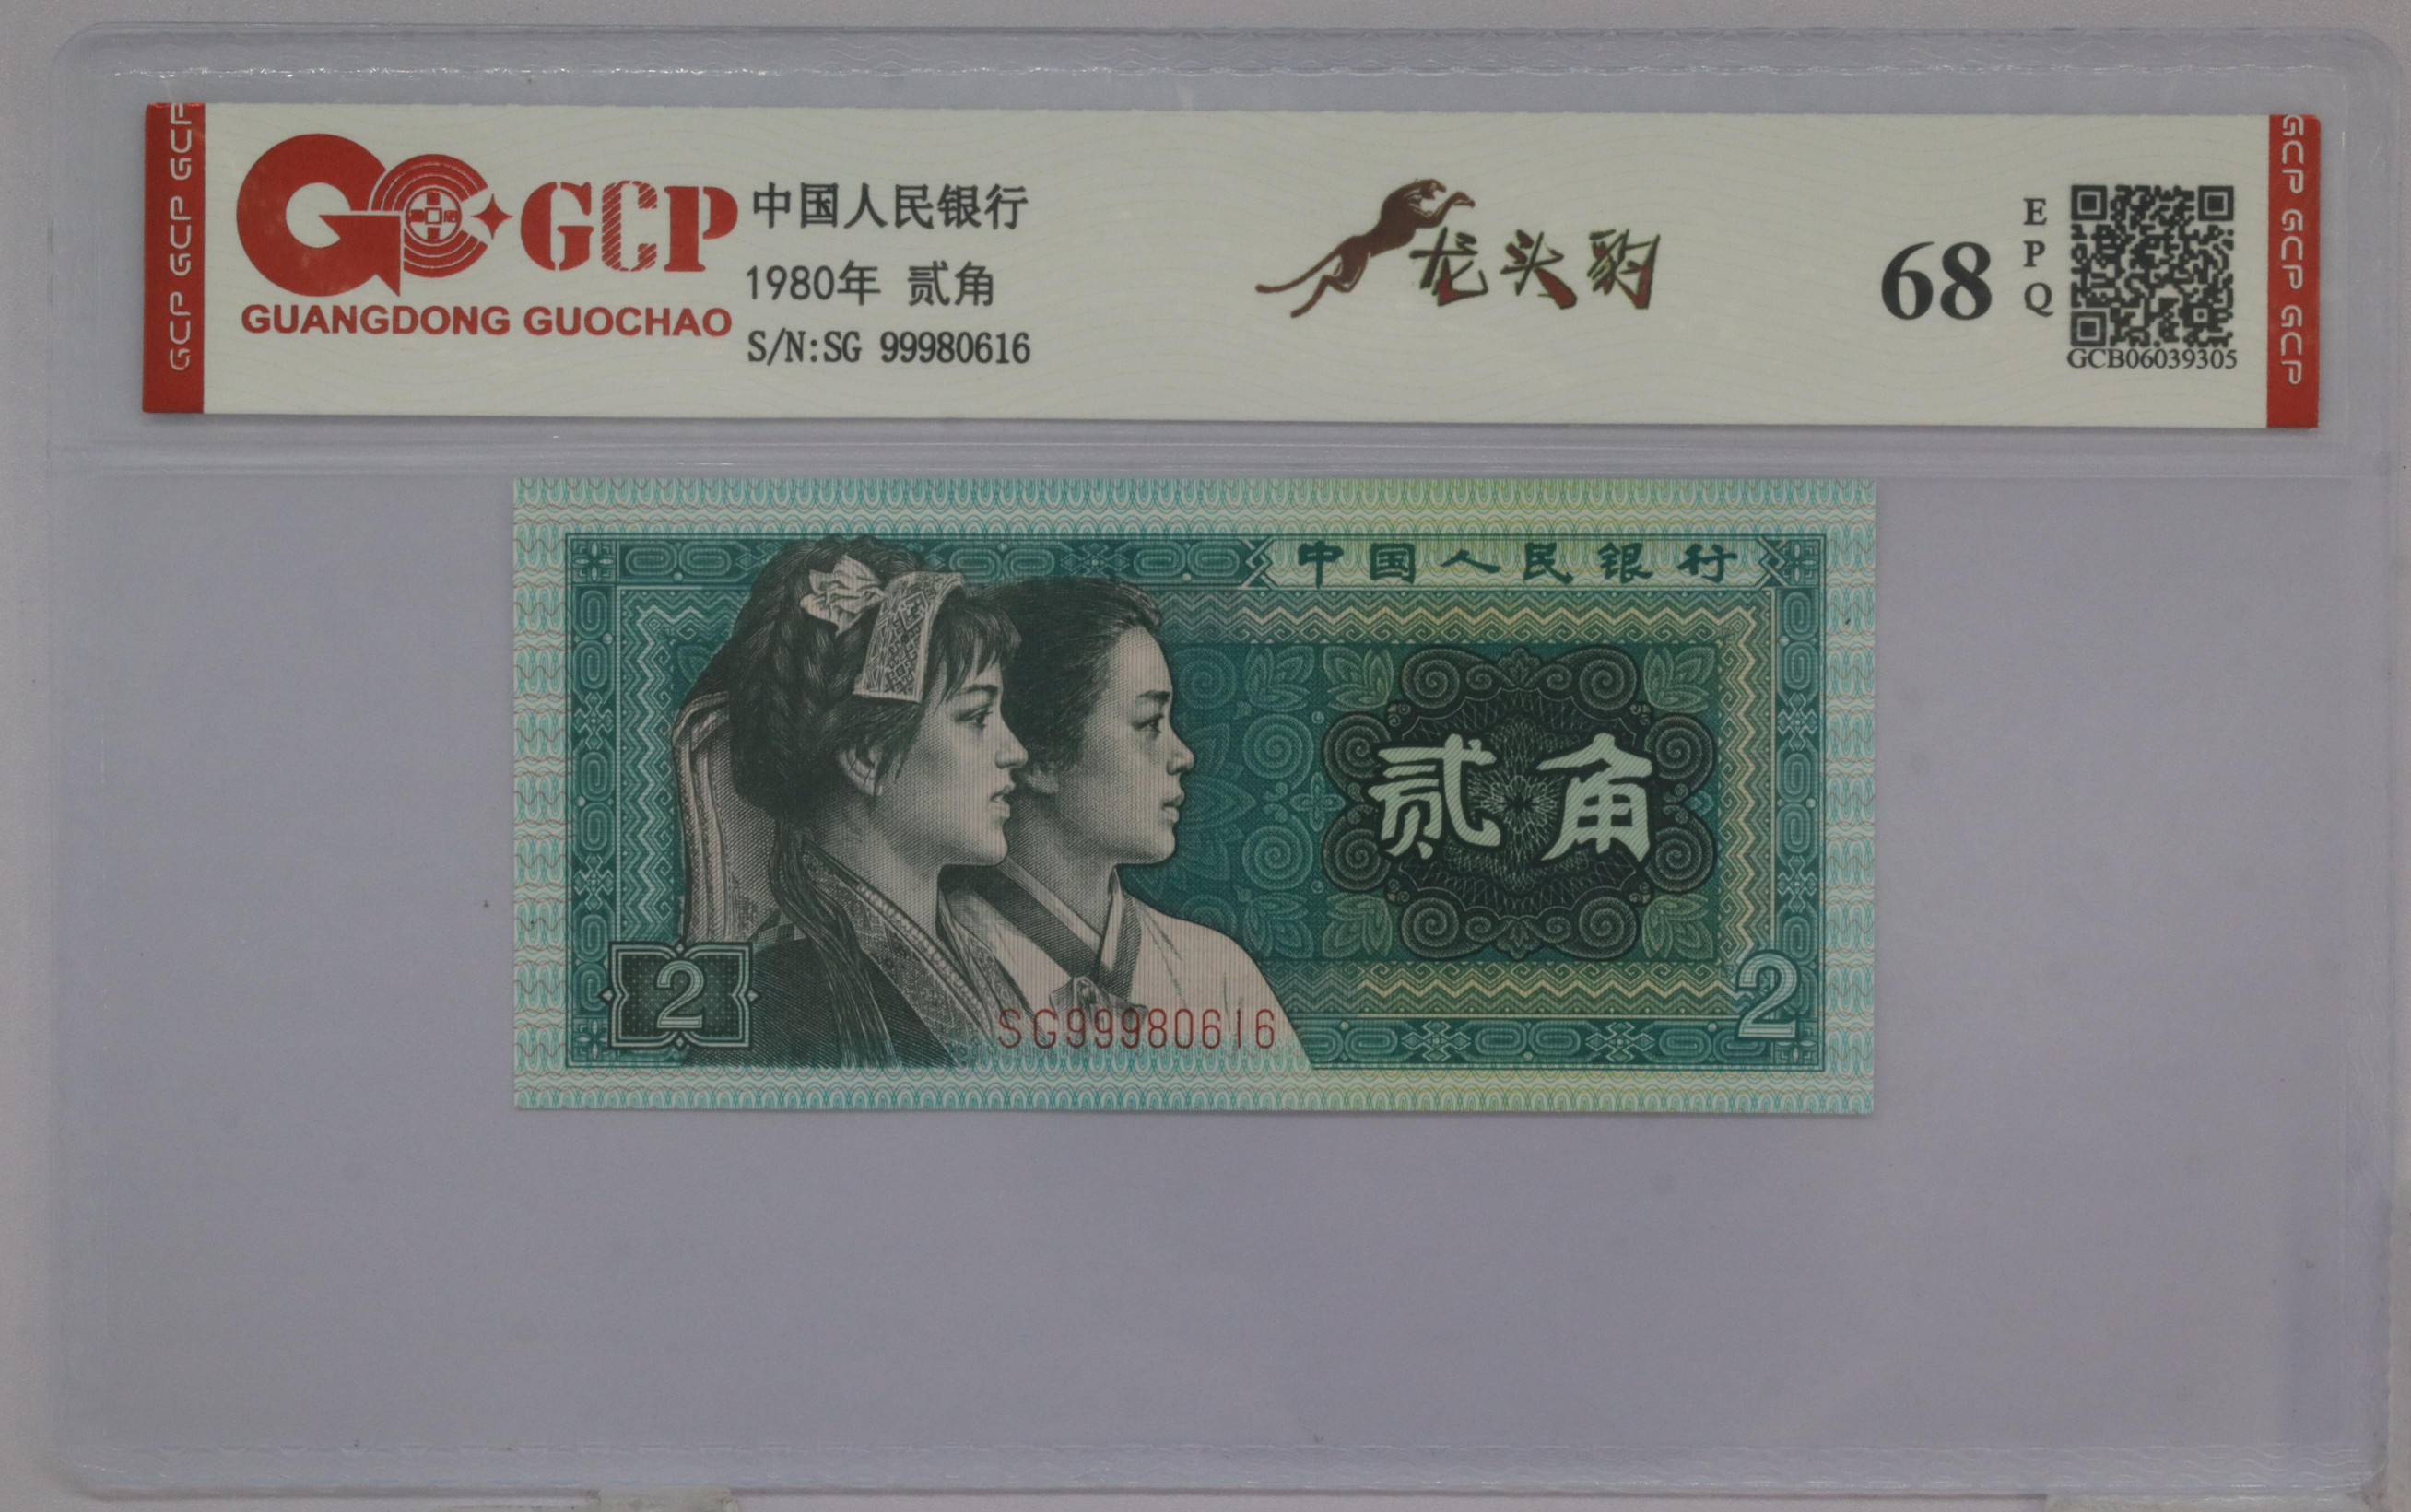 GCP GCP GCP
GCP
GUANGDONG GUOCHAO
中国人民银行
1980年 贰角
S/N:SG 99980616
龙头豹
68
EPQ
GCB06039305
GCP GCP GCP
中国人民银行
贰角
2
2
SG99980616